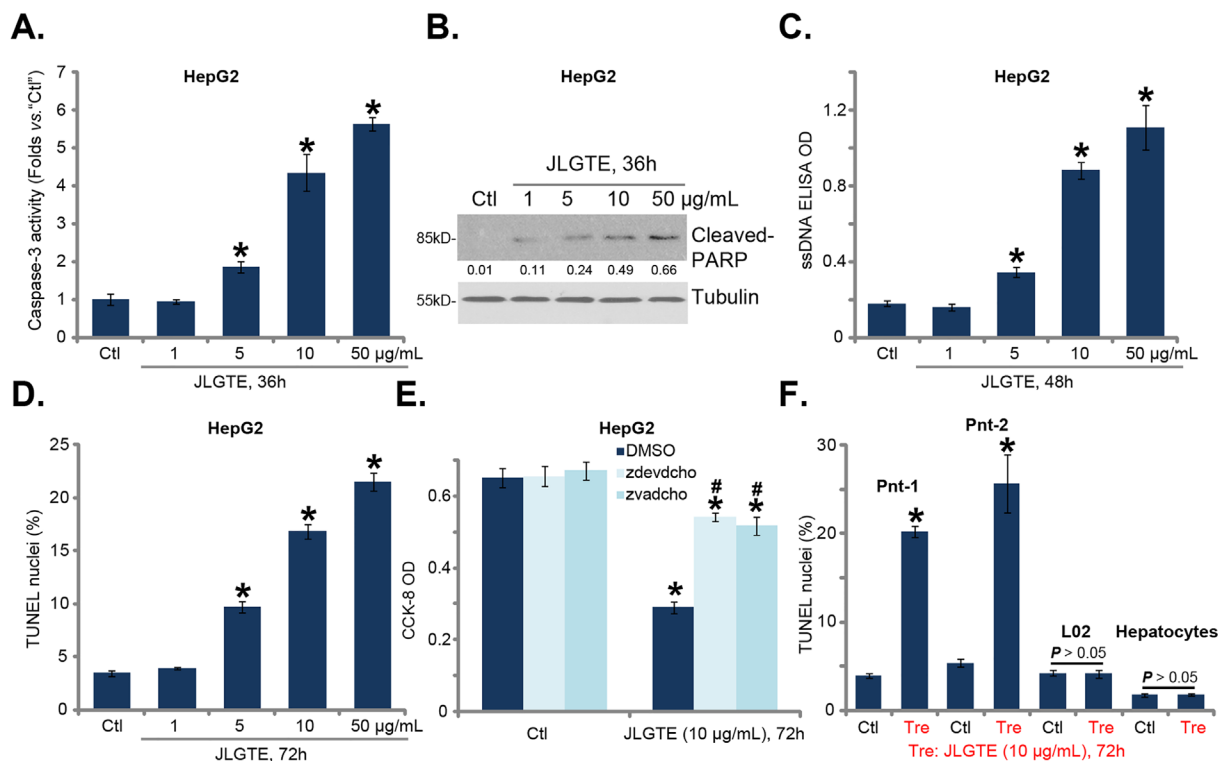 A.
HepG2
Caspase-3 activity (Folds vs."Ctl")
7
6
5
4
3
2
1
0
*
*
*
Ctl 1 5 10 50 µg/mL
JLGTE, 36h
B.
HepG2
JLGTE, 36h
Ctl 1 5 10 50 µg/mL
85kD-
Cleaved-
PARP
0.01 0.11 0.24 0.49 0.66
55kD-
Tubulin
C.
HepG2
ssDNA ELISA OD
1.2
0.8
0.4
0
*
*
*
Ctl 1 5 10 50 µg/mL
JLGTE, 48h
D.
HepG2
TUNEL nuclei (%)
25
20
15
10
5
0
*
*
*
Ctl 1 5 10 50 µg/mL
JLGTE, 72h
E.
HepG2
DMSO
zdevdcho
zvadcho
CCK-8 OD
0.6
0.4
0.2
0
# #
* * *
Ctl JLGTE (10 µg/mL), 72h
F.
Pnt-2
Pnt-1
TUNEL nuclei (%)
30
20
10
0
*
*
L02 Hepatocytes
P > 0.05
P > 0.05
Ctl Tre Ctl Tre Ctl Tre Ctl Tre
Tre: JLGTE (10 µg/mL), 72h